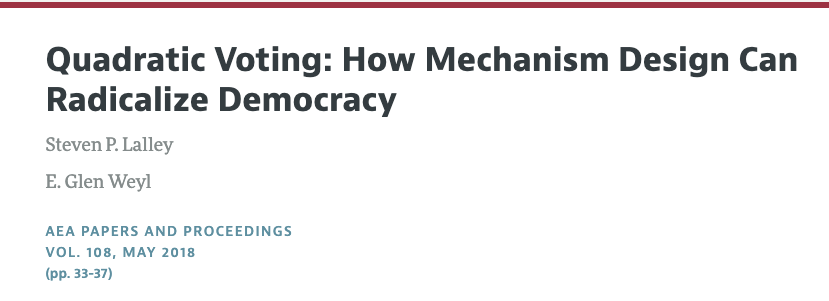 Quadratic Voting: How Mechanism Design Can
Radicalize Democracy
Steven P. Lalley
E. Glen Weyl
AEA PAPERS AND PROCEEDINGS
VOL. 108, MAY 2018
(pp. 33-37)